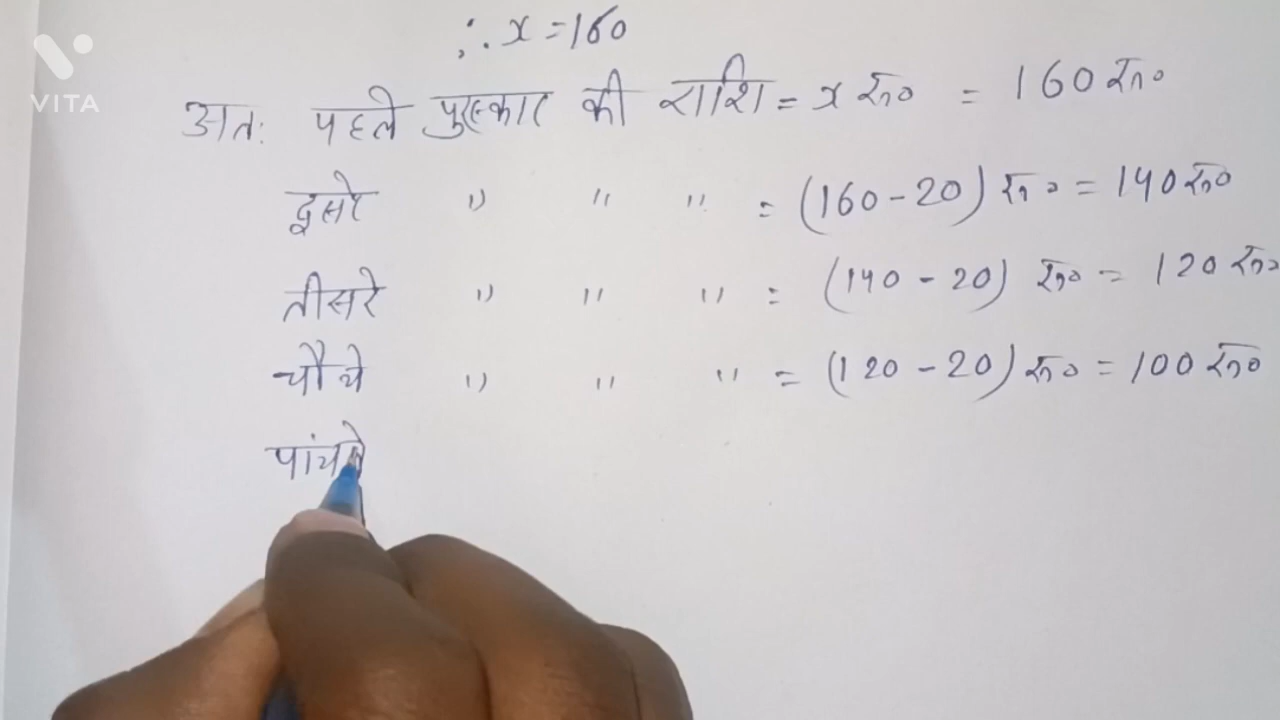 VITA
∴ x = 160
अतः पहले पुरस्कार की राशि = x रु० = 160 रु०
दूसरे " " " = (160 - 20) रु० = 140 रु०
तीसरे " " " = (140 - 20) रु० = 120 रु०
चौथे " " " = (120 - 20) रु० = 100 रु०